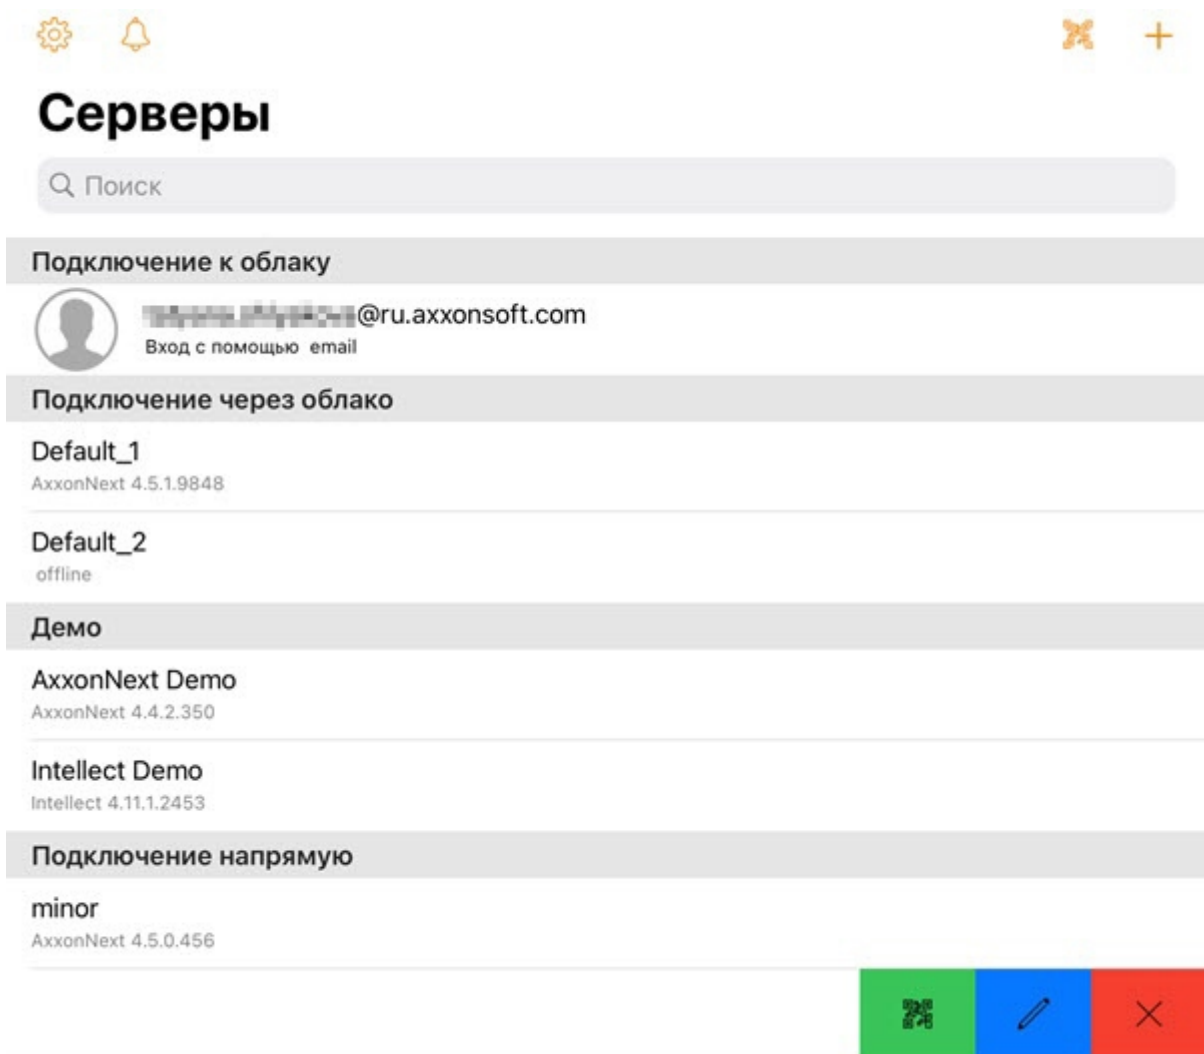 Серверы
Поиск
Подключение к облаку
@ru.axxonsoft.com
Вход с помощью email
Подключение через облако
Default_1
AxxonNext 4.5.1.9848
Default_2
offline
Демо
AxxonNext Demo
AxxonNext 4.4.2.350
Intellect Demo
Intellect 4.11.1.2453
Подключение напрямую
minor
AxxonNext 4.5.0.456